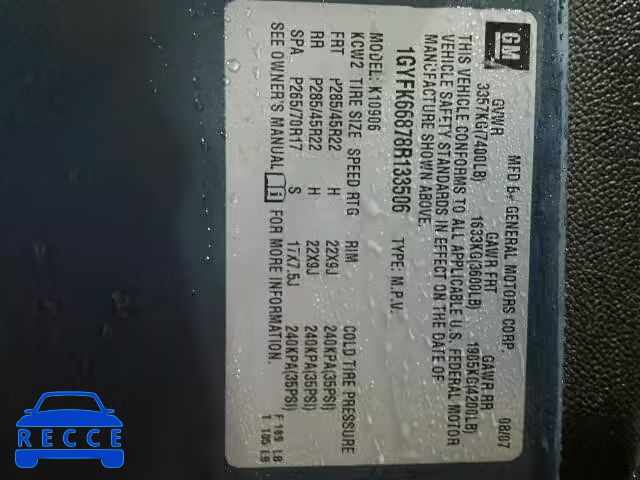 GM
MFD by GENERAL MOTORS CORP. 08/07
GVWR GAWR FRT GAWR RR
3357KG(7400LB) 1633KG(3600LB) 1905KG(4200LB)
THIS VEHICLE CONFORMS TO ALL APPLICABLE U.S. FEDERAL MOTOR
VEHICLE SAFETY STANDARDS IN EFFECT ON THE DATE OF
MANUFACTURE SHOWN ABOVE.
1GYFK66878R133506 TYPE: M.P.V.
MODEL: K10906
KCW2 TIRE SIZE SPEED RTG RIM COLD TIRE PRESSURE
FRT P285/45R22 H 22X9J 240KPA(35PSI)
RR P285/45R22 H 22X9J 240KPA(35PSI)
SPA P265/70R17 S 17X7.5J 240KPA(35PSI)
SEE OWNER'S MANUAL FOR MORE INFORMATION.
F 109 LB
T 105 LB
RECCE